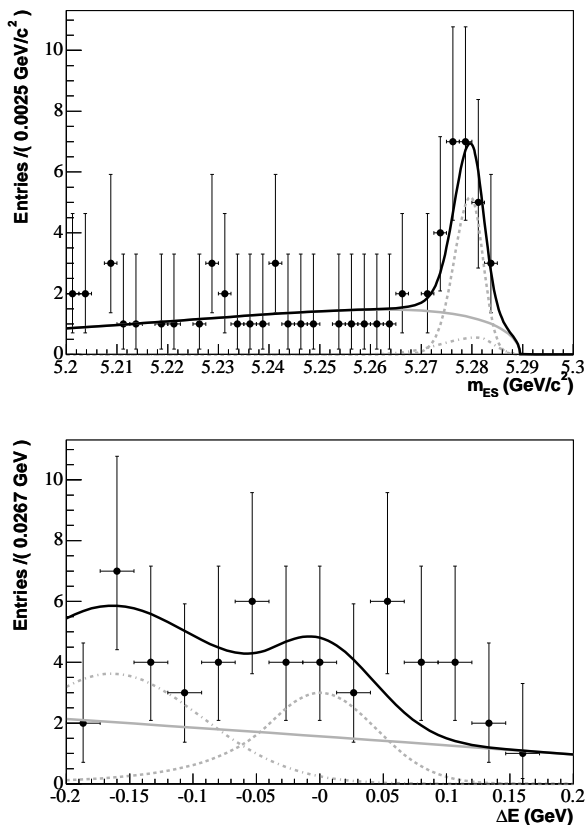 Entries /( 0.0025 GeV/c2 )
10
8
6
4
2
0
5.20 5.21 5.22 5.23 5.24 5.25 5.26 5.27 5.28 5.29 5.3
mES (GeV/c2)
Entries /( 0.0267 GeV )
10
8
6
4
2
0
-0.2 -0.15 -0.1 -0.05 -0 0.05 0.1 0.15 0.2
ΔE (GeV)